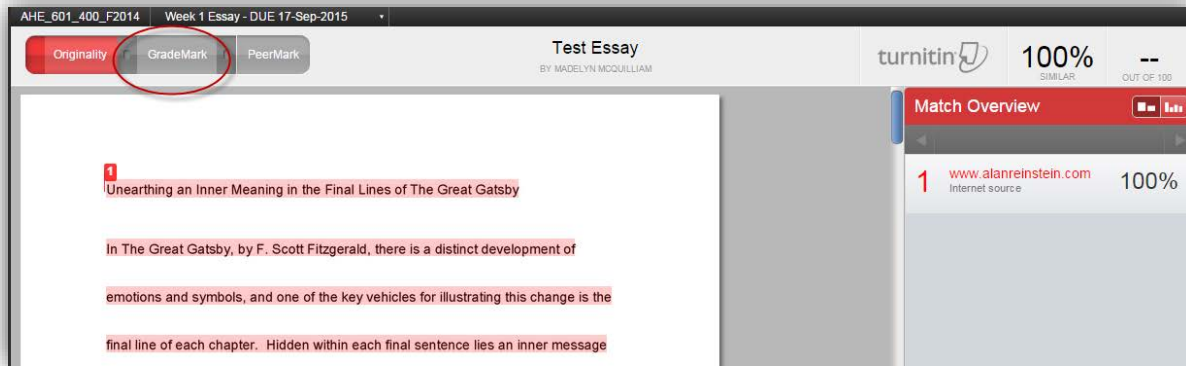 AHE_601_400_F2014 Week 1 Essay - DUE 17-Sep-2015
Originality GradeMark PeerMark
Test Essay
BY MADELYN MCQUILLIAM
turnitin
100%
SIMILAR
--
OUT OF 100
Match Overview
1 www.alanreinstein.com 100%
Internet source
1
Unearthing an Inner Meaning in the Final Lines of The Great Gatsby
In The Great Gatsby, by F. Scott Fitzgerald, there is a distinct development of
emotions and symbols, and one of the key vehicles for illustrating this change is the
final line of each chapter.  Hidden within each final sentence lies an inner message